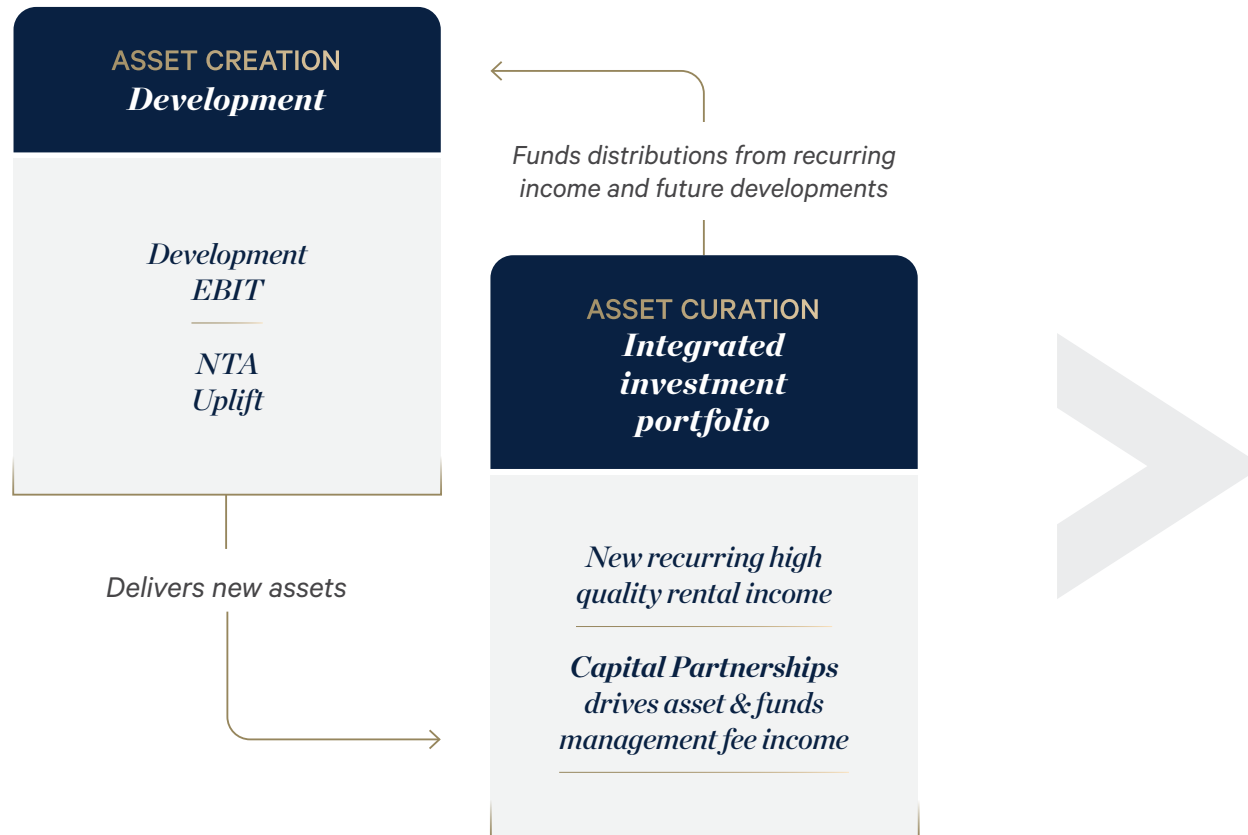 ASSET CREATION
Development
Development
EBIT
NTA
Uplift
Delivers new assets
Funds distributions from recurring
income and future developments
ASSET CURATION
Integrated
investment
portfolio
New recurring high
quality rental income
Capital Partnerships
drives asset & funds
management fee income